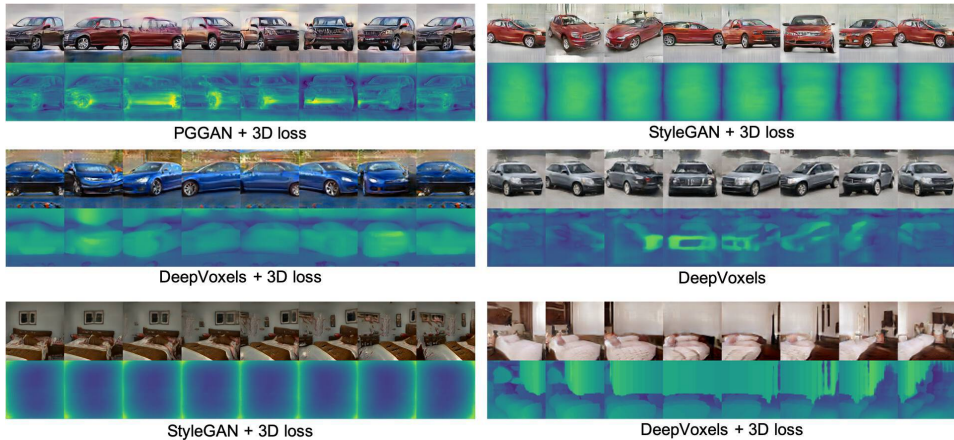 PGGAN + 3D loss
StyleGAN + 3D loss
DeepVoxels + 3D loss
DeepVoxels
StyleGAN + 3D loss
DeepVoxels + 3D loss